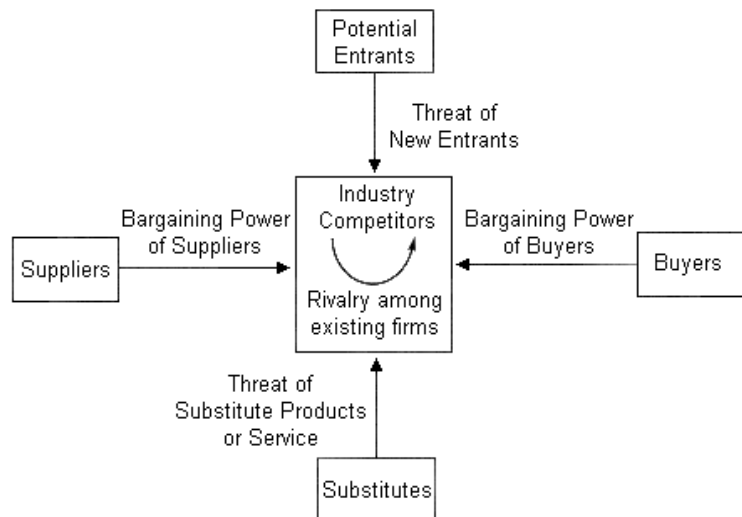 Potential
Entrants
Threat of
New Entrants
Industry
Competitors
Bargaining Power
of Suppliers
Bargaining Power
of Buyers
Suppliers
Buyers
Rivalry among
existing firms
Threat of
Substitute Products
or Service
Substitutes